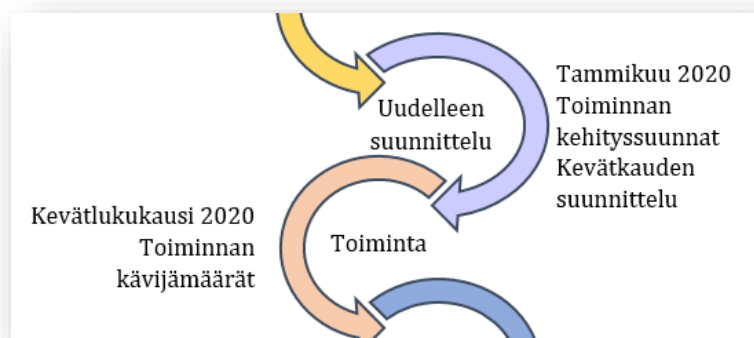 Uudelleen
suunnittelu
Tammikuu 2020
Toiminnan
kehityssuunnat
Kevätkauden
suunnittelu
Kevätlukukausi 2020
Toiminnan
kävijämäärät
Toiminta